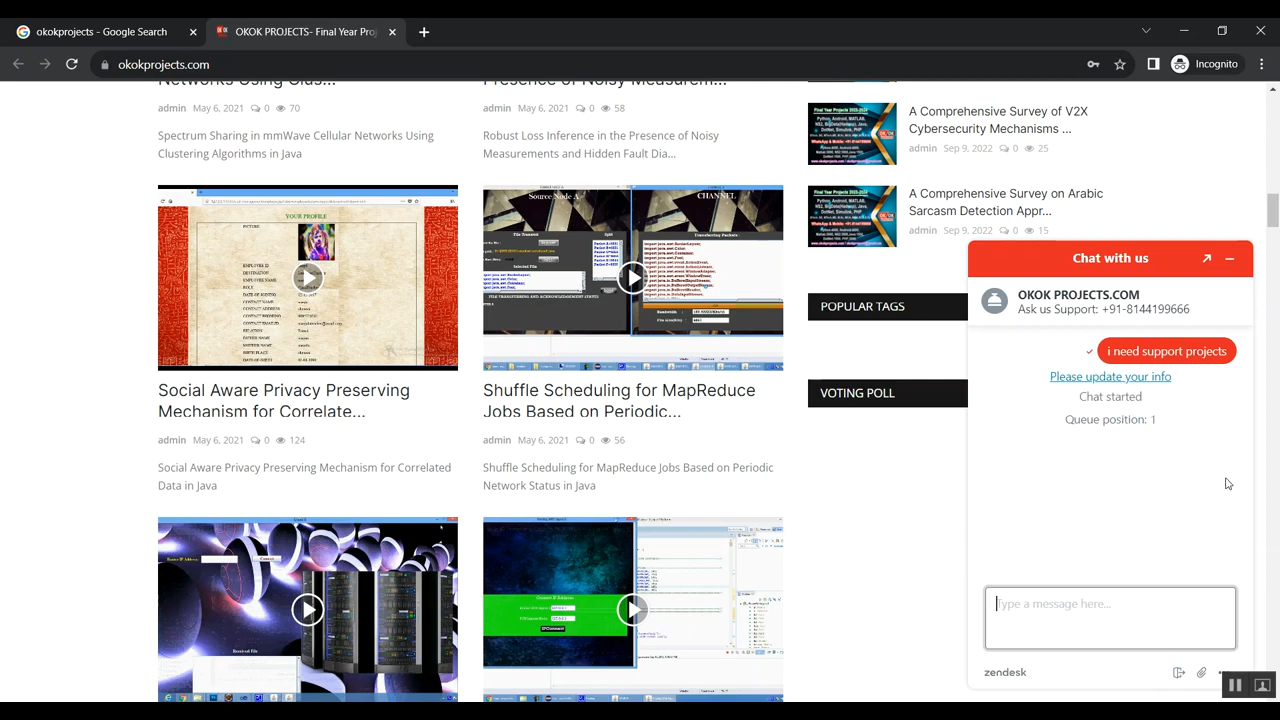 okokprojects - Google Search
OKOK PROJECTS- Final Year Pro
okokprojects.com
Incognito
Networks Using Glas...
admin May 6, 2021 0 70
Spectrum Sharing in mmWave Cellular Networks Using
Clustering Algorithms in Java
Presence of Noisy Measurem...
admin May 6, 2021 0 58
Robust Loss Inference in the Presence of Noisy
Measurements and Hidden Fault Dia...
YOUR PROFILE
Social Aware Privacy Preserving
Mechanism for Correlate...
admin May 6, 2021 0 124
Social Aware Privacy Preserving Mechanism for Correlated
Data in Java
Source Node A
CHANNEL
Shuffle Scheduling for MapReduce
Jobs Based on Periodic...
admin May 6, 2021 0 56
Shuffle Scheduling for MapReduce Jobs Based on Periodic
Network Status in Java
A Comprehensive Survey of V2X
Cybersecurity Mechanisms ...
admin Sep 9, 2022 0 25
A Comprehensive Survey on Arabic
Sarcasm Detection Appr...
admin Sep 9, 2022 0 15
POPULAR TAGS
VOTING POLL
Chat with us
OKOK PROJECTS.COM
Ask us Support - +91 - 8144199666
i need support projects
Please update your info
Chat started
Queue position: 1
Type a message here...
zendesk